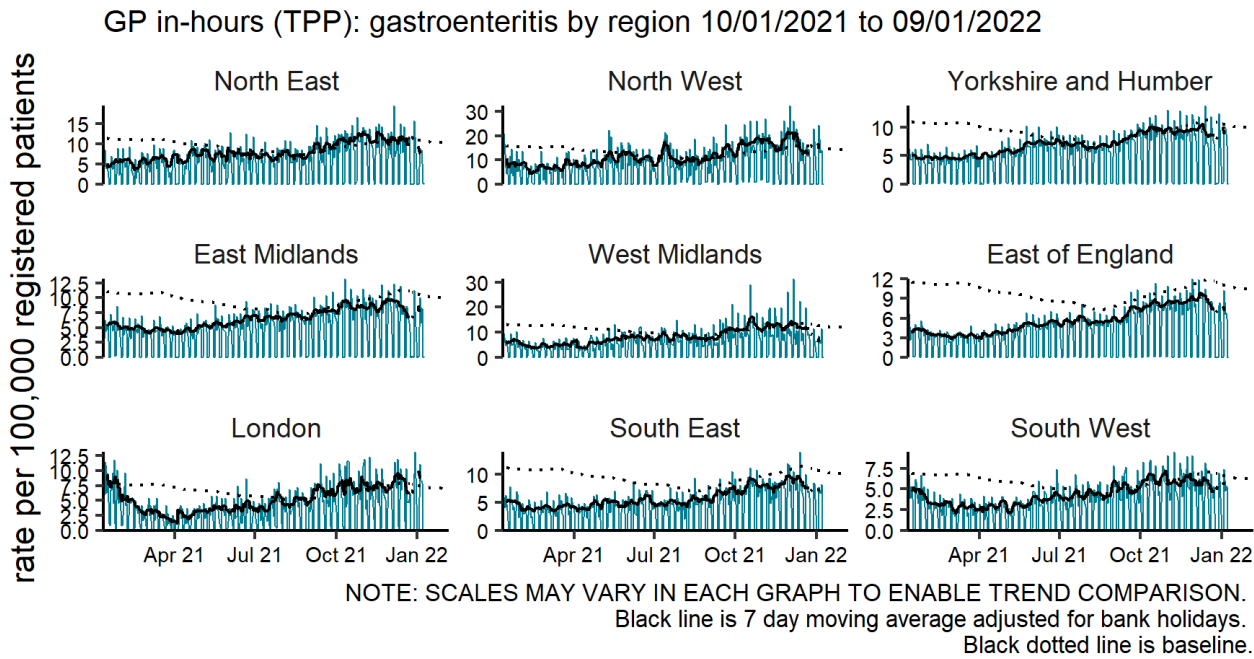 GP in-hours (TPP): gastroenteritis by region 10/01/2021 to 09/01/2022
rate per 100,000 registered patients
North East
15
10
5
0
North West
30
20
10
0
Yorkshire and Humber
10
5
0
East Midlands
12.5
10.0
7.5
5.0
2.5
0.0
West Midlands
30
20
10
0
East of England
12
9
6
3
0
London
12.5
10.0
7.5
5.0
2.5
0.0
Apr 21 Jul 21 Oct 21 Jan 22
South East
10
5
0
Apr 21 Jul 21 Oct 21 Jan 22
South West
7.5
5.0
2.5
0.0
Apr 21 Jul 21 Oct 21 Jan 22
NOTE: SCALES MAY VARY IN EACH GRAPH TO ENABLE TREND COMPARISON.
Black line is 7 day moving average adjusted for bank holidays.
Black dotted line is baseline.